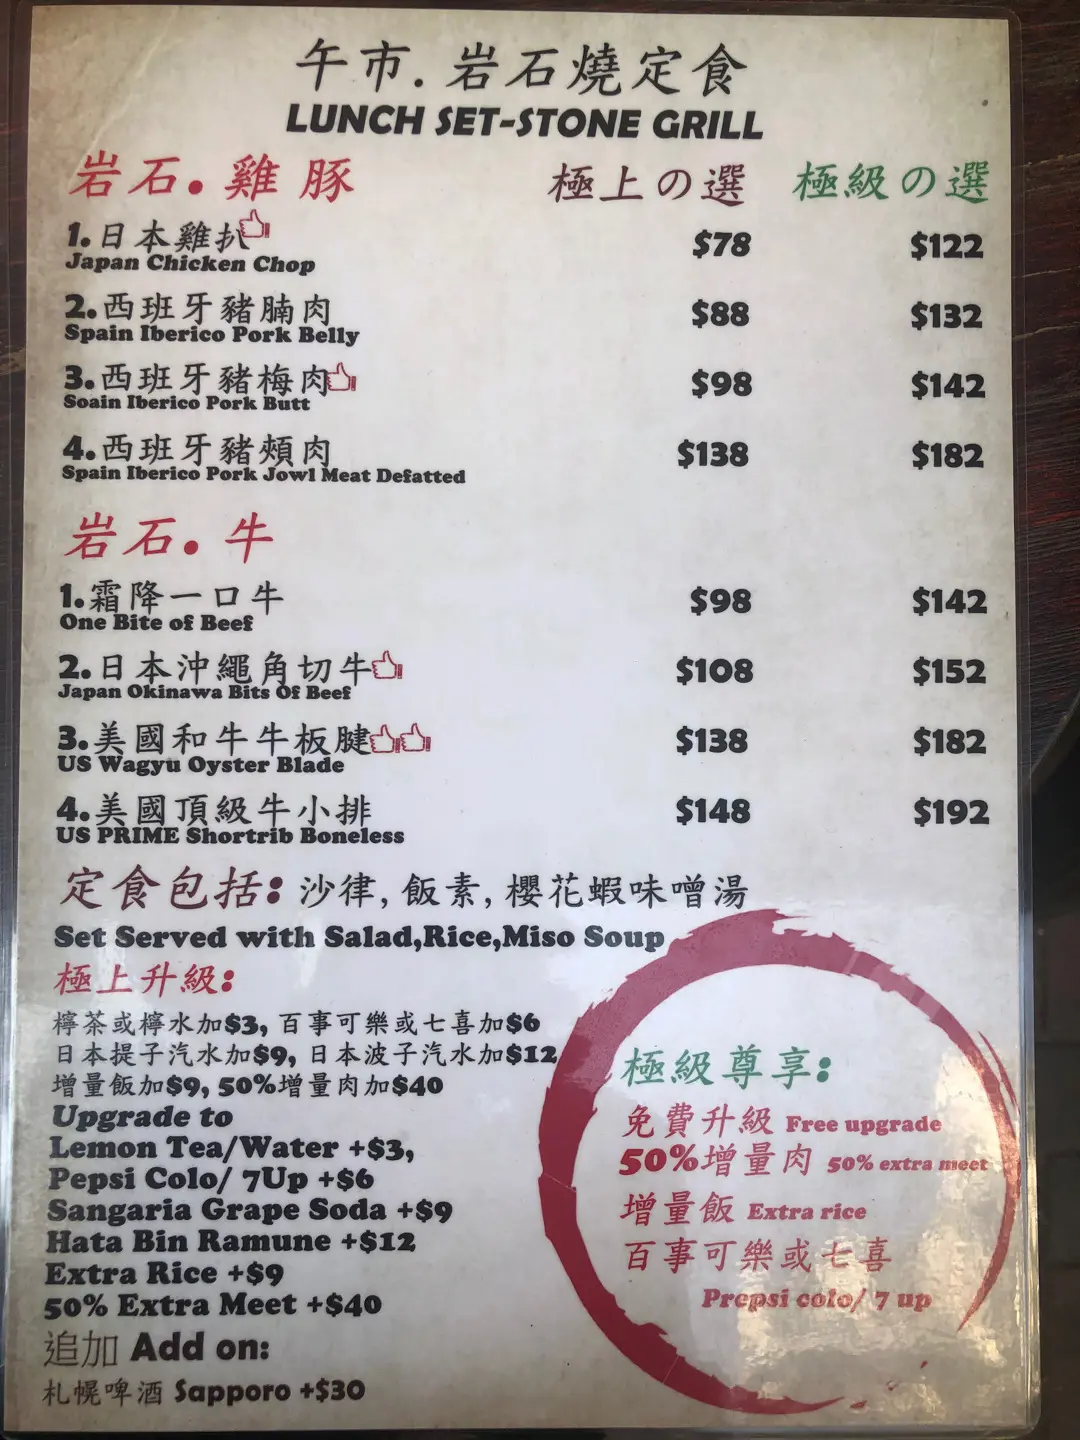 午市.岩石燒定食
LUNCH SET-STONE GRILL
岩石.雞 豚 極上の選 極級の選
1.日本雞扒 $78 $122
Japan Chicken Chop
2.西班牙豬腩肉 $88 $132
Spain Iberico Pork Belly
3.西班牙豬梅肉 $98 $142
Soain Iberico Pork Butt
4.西班牙豬頰肉 $138 $182
Spain Iberico Pork Jowl Meat Defatted
岩石.牛
1.霜降一口牛 $98 $142
One Bite of Beef
2.日本沖繩角切牛 $108 $152
Japan Okinawa Bits Of Beef
3.美國和牛牛板腱 $138 $182
US Wagyu Oyster Blade
4.美國頂級牛小排 $148 $192
US PRIME Shortrib Boneless
定食包括:沙律,飯素,櫻花蝦味噌湯
Set Served with Salad,Rice,Miso Soup
極上升級:
檸茶或檸水加$3, 百事可樂或七喜加$6
日本提子汽水加$9, 日本波子汽水加$12
增量飯加$9, 50%增量肉加$40
Upgrade to
Lemon Tea/Water +$3,
Pepsi Colo/ 7Up +$6
Sangaria Grape Soda +$9
Hata Bin Ramune +$12
Extra Rice +$9
50% Extra Meet +$40
追加 Add on:
札幌啤酒 Sapporo +$30
極級尊享:
免費升級 Free upgrade
50%增量肉 50% extra meet
增量飯 Extra rice
百事可樂或七喜
Prepsi colo/ 7 up